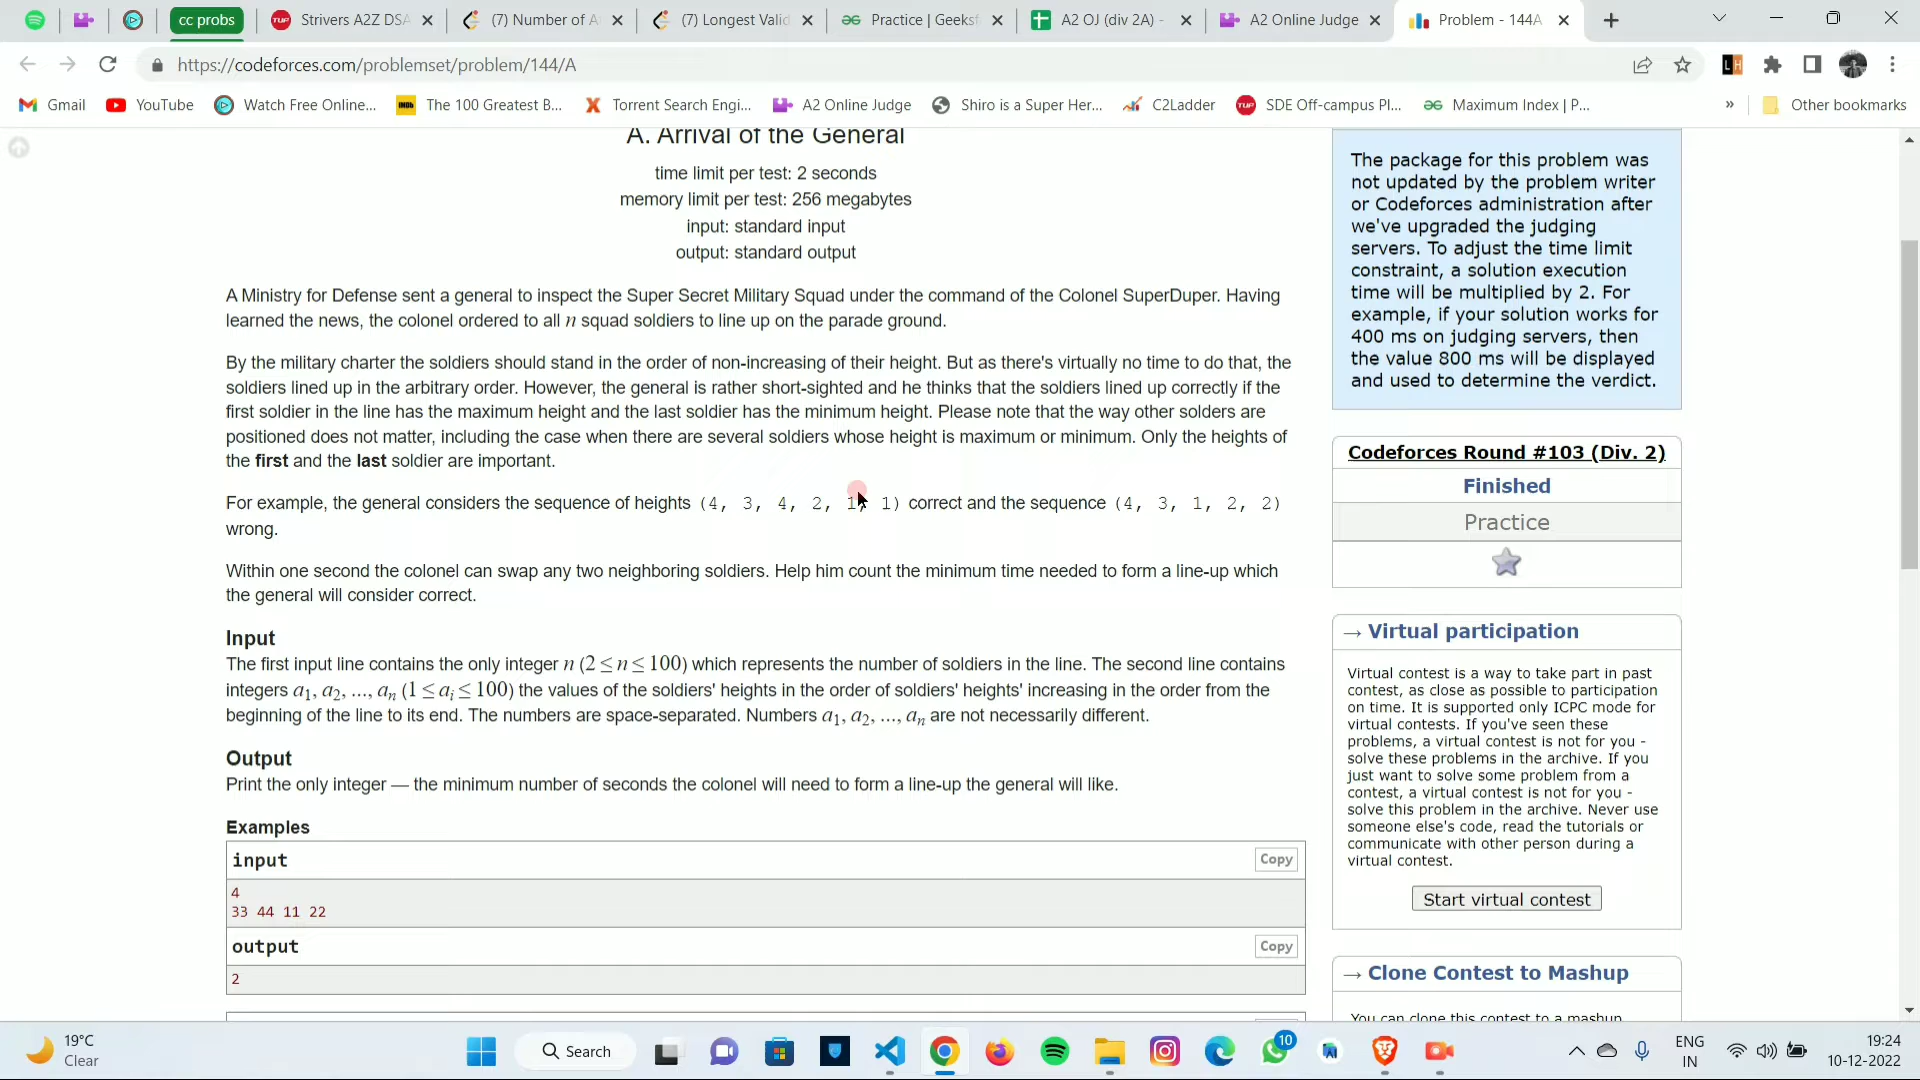 cc probs
Strivers A2Z DSA
(7) Number of A
(7) Longest Valid
Practice | Geeksf
A2 OJ (div 2A) -
A2 Online Judge
Problem - 144A
https://codeforces.com/problemset/problem/144/A
Gmail
YouTube
Watch Free Online...
IMDb
The 100 Greatest B...
Torrent Search Engi...
A2 Online Judge
Shiro is a Super Her...
C2Ladder
SDE Off-campus Pl...
Maximum Index | P...
»
Other bookmarks
A. Arrival of the General
time limit per test: 2 seconds
memory limit per test: 256 megabytes
input: standard input
output: standard output
A Ministry for Defense sent a general to inspect the Super Secret Military Squad under the command of the Colonel SuperDuper. Having
learned the news, the colonel ordered to all n squad soldiers to line up on the parade ground.
By the military charter the soldiers should stand in the order of non-increasing of their height. But as there's virtually no time to do that, the
soldiers lined up in the arbitrary order. However, the general is rather short-sighted and he thinks that the soldiers lined up correctly if the
first soldier in the line has the maximum height and the last soldier has the minimum height. Please note that the way other solders are
positioned does not matter, including the case when there are several soldiers whose height is maximum or minimum. Only the heights of
the first and the last soldier are important.
For example, the general considers the sequence of heights (4, 3, 4, 2, 1, 1) correct and the sequence (4, 3, 1, 2, 2)
wrong.
Within one second the colonel can swap any two neighboring soldiers. Help him count the minimum time needed to form a line-up which
the general will consider correct.
Input
The first input line contains the only integer n (2 ≤ n ≤ 100) which represents the number of soldiers in the line. The second line contains
integers a1, a2, ..., an (1 ≤ ai ≤ 100) the values of the soldiers' heights in the order of soldiers' heights' increasing in the order from the
beginning of the line to its end. The numbers are space-separated. Numbers a1, a2, ..., an are not necessarily different.
Output
Print the only integer — the minimum number of seconds the colonel will need to form a line-up the general will like.
Examples
input
Copy
4
33 44 11 22
output
Copy
2
The package for this problem was
not updated by the problem writer
or Codeforces administration after
we've upgraded the judging
servers. To adjust the time limit
constraint, a solution execution
time will be multiplied by 2. For
example, if your solution works for
400 ms on judging servers, then
the value 800 ms will be displayed
and used to determine the verdict.
Codeforces Round #103 (Div. 2)
Finished
Practice
→ Virtual participation
Virtual contest is a way to take part in past
contest, as close as possible to participation
on time. It is supported only ICPC mode for
virtual contests. If you've seen these
problems, a virtual contest is not for you -
solve these problems in the archive. If you
just want to solve some problem from a
contest, a virtual contest is not for you -
solve this problem in the archive. Never use
someone else's code, read the tutorials or
communicate with other person during a
virtual contest.
Start virtual contest
→ Clone Contest to Mashup
You can clone this contest to a mashup.
19°C
Clear
Search
10
ENG
IN
19:24
10-12-2022